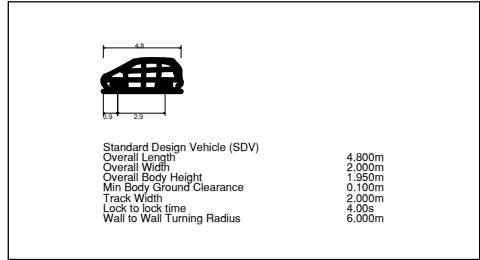 4.8
0.9 2.9
Standard Design Vehicle (SDV)
Overall Length 4.800m
Overall Width 2.000m
Overall Body Height 1.950m
Min Body Ground Clearance 0.100m
Track Width 2.000m
Lock to lock time 4.00s
Wall to Wall Turning Radius 6.000m